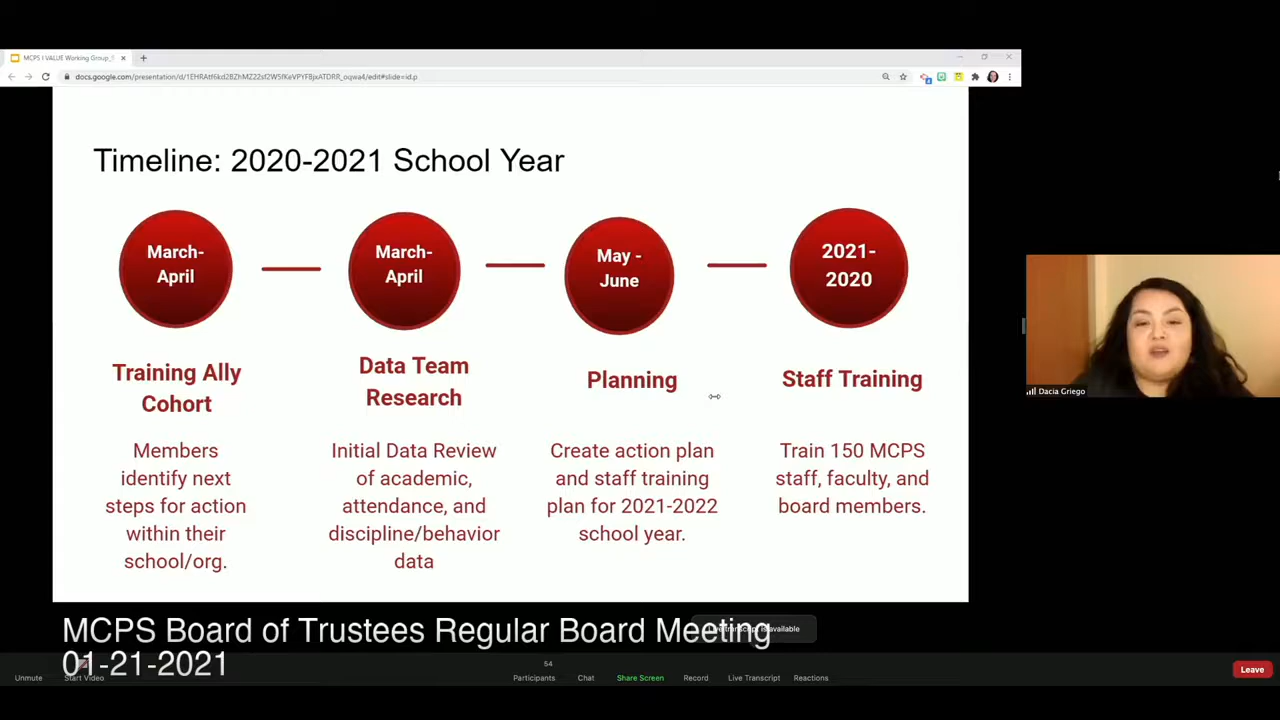 MCPS I VALUE Working Group_
docs.google.com/presentation/d/1EHRAtf6kd2BZhMZ22sf2W5fKeVPYFBjxATDRR_oqwa4/edit#slide=id.p
Timeline: 2020-2021 School Year
March-
April
March-
April
May -
June
2021-
2020
Training Ally
Cohort
Data Team
Research
Planning
Staff Training
Members
identify next
steps for action
within their
school/org.
Initial Data Review
of academic,
attendance, and
discipline/behavior
data
Create action plan
and staff training
plan for 2021-2022
school year.
Train 150 MCPS
staff, faculty, and
board members.
Dacia Griego
MCPS Board of Trustees Regular Board Meeting
01-21-2021
is available
Unmute
Start Video
54
Participants
Chat
Share Screen
Record
Live Transcript
Reactions
Leave